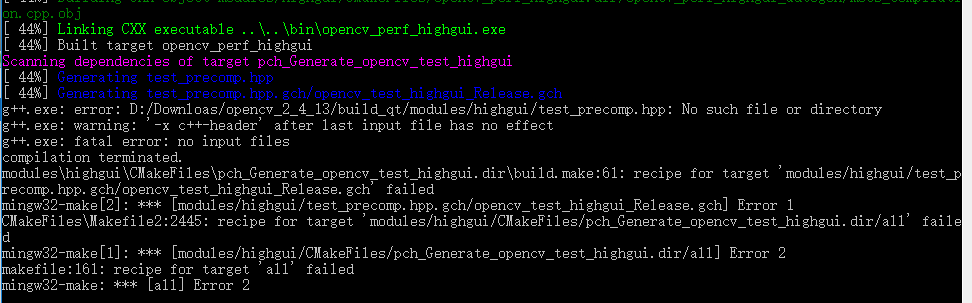 on.cpp.obj
[ 44%] Linking CXX executable ..\..\bin\opencv_perf_highgui.exe
[ 44%] Built target opencv_perf_highgui
Scanning dependencies of target pch_Generate_opencv_test_highgui
[ 44%] Generating test_precomp.hpp
[ 44%] Generating test_precomp.hpp.gch/opencv_test_highgui_Release.gch
g++.exe: error: D:/Downloas/opencv_2_4_13/build_qt/modules/highgui/test_precomp.hpp: No such file or directory
g++.exe: warning: '-x c++-header' after last input file has no effect
g++.exe: fatal error: no input files
compilation terminated.
modules\highgui\CMakeFiles\pch_Generate_opencv_test_highgui.dir\build.make:61: recipe for target 'modules/highgui/test_p
recomp.hpp.gch/opencv_test_highgui_Release.gch' failed
mingw32-make[2]: *** [modules/highgui/test_precomp.hpp.gch/opencv_test_highgui_Release.gch] Error 1
CMakeFiles\Makefile2:2445: recipe for target 'modules/highgui/CMakeFiles/pch_Generate_opencv_test_highgui.dir/all' faile
d
mingw32-make[1]: *** [modules/highgui/CMakeFiles/pch_Generate_opencv_test_highgui.dir/all] Error 2
makefile:161: recipe for target 'all' failed
mingw32-make: *** [all] Error 2